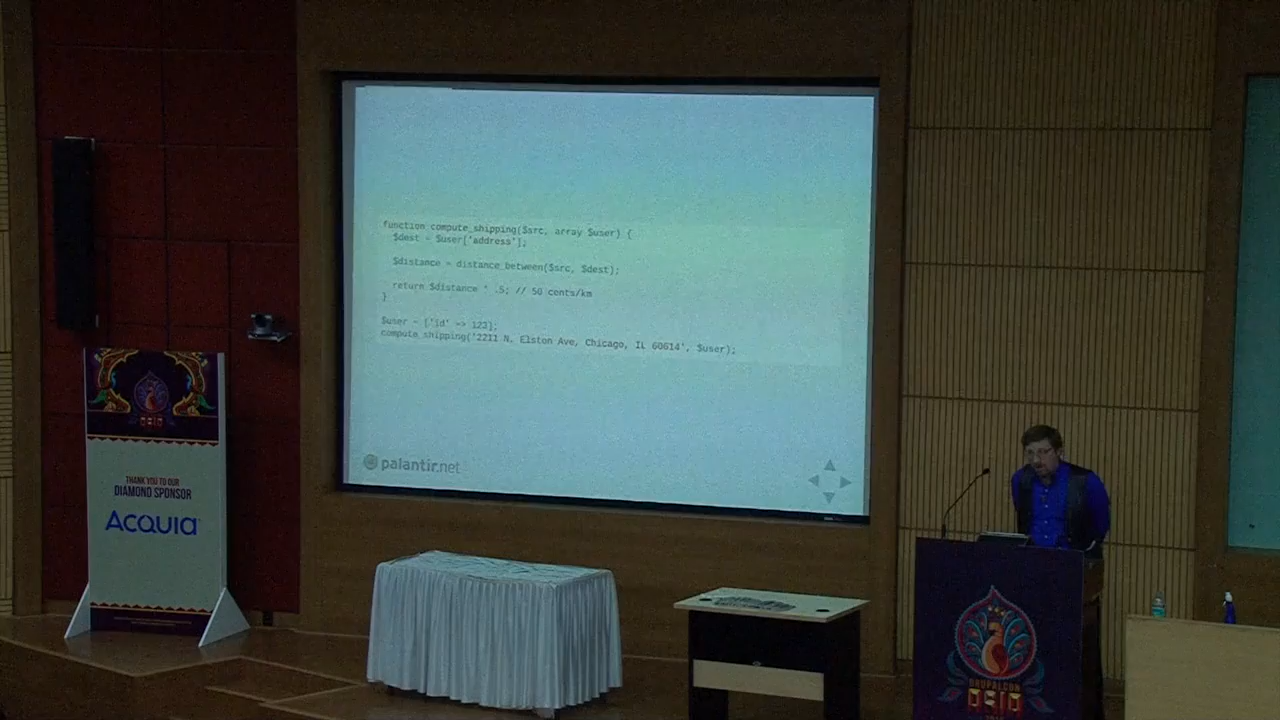 function compute_shipping($src, array $user) {
$dest = $user['address'];
$distance = distance_between($src, $dest);
return $distance * .5; // 50 cents/km
}
$user = ['id' => 123];
compute_shipping('2211 N. Elston Ave, Chicago, IL 60614', $user);
palantir.net
THANK YOU TO OUR
DIAMOND SPONSOR
ACQUIA
DRUPALCON